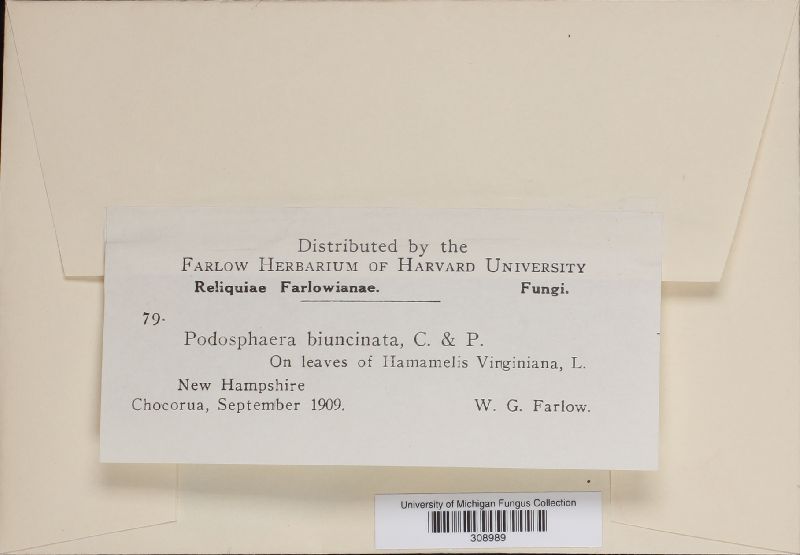 Distributed by the
FARLOW HERBARIUM OF HARVARD UNIVERSITY
Reliquiae Farlowianae. Fungi.
79.
Podosphaera biuncinata, C. & P.
On leaves of Hamamelis Virginiana, L.
New Hampshire
Chocorua, September 1909. W. G. Farlow.
University of Michigan Fungus Collection
308989